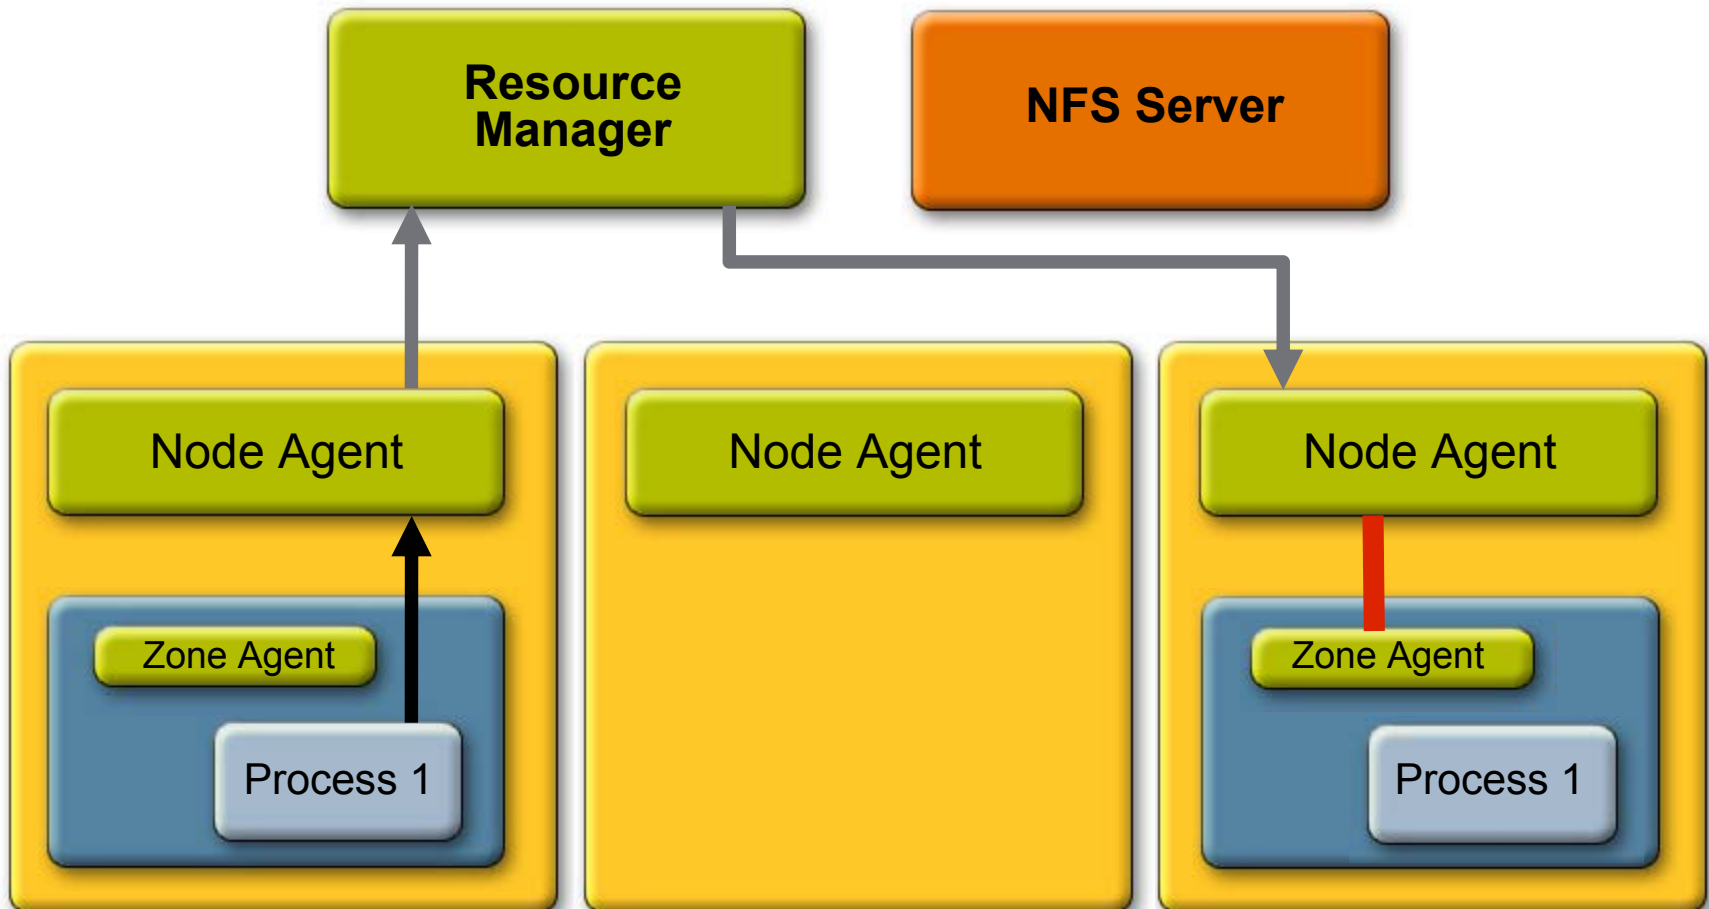 Resource
Manager
NFS Server
Node Agent
Node Agent
Node Agent
Zone Agent
Process 1
Zone Agent
Process 1